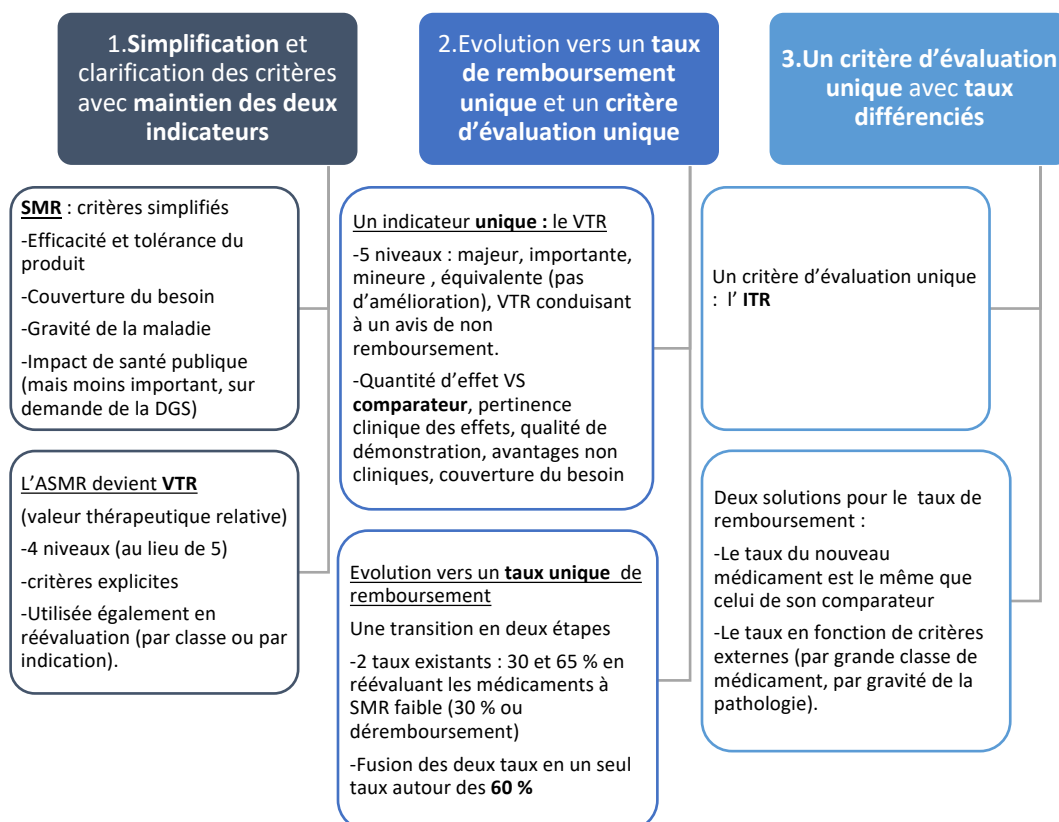 1.Simplification et
clarification des critères
avec maintien des deux
indicateurs
SMR : critères simplifiés
-Efficacité et tolérance du
produit
-Couverture du besoin
-Gravité de la maladie
-Impact de santé publique
(mais moins important, sur
demande de la DGS)
L'ASMR devient VTR
(valeur thérapeutique relative)
-4 niveaux (au lieu de 5)
-critères explicites
-Utilisée également en
réévaluation (par classe ou par
indication).
2.Evolution vers un taux
de remboursement
unique et un critère
d'évaluation unique
Un indicateur unique : le VTR
-5 niveaux : majeur, importante,
mineure , équivalente (pas
d'amélioration), VTR conduisant
à un avis de non
remboursement.
-Quantité d'effet VS
comparateur, pertinence
clinique des effets, qualité de
démonstration, avantages non
cliniques, couverture du besoin
Evolution vers un taux unique de
remboursement
Une transition en deux étapes
-2 taux existants : 30 et 65 % en
réévaluant les médicaments à
SMR faible (30 % ou
déremboursement)
-Fusion des deux taux en un seul
taux autour des 60 %
3.Un critère d'évaluation
unique avec taux
différenciés
Un critère d'évaluation unique
: l' ITR
Deux solutions pour le taux de
remboursement :
-Le taux du nouveau
médicament est le même que
celui de son comparateur
-Le taux en fonction de critères
externes (par grande classe de
médicament, par gravité de la
pathologie).